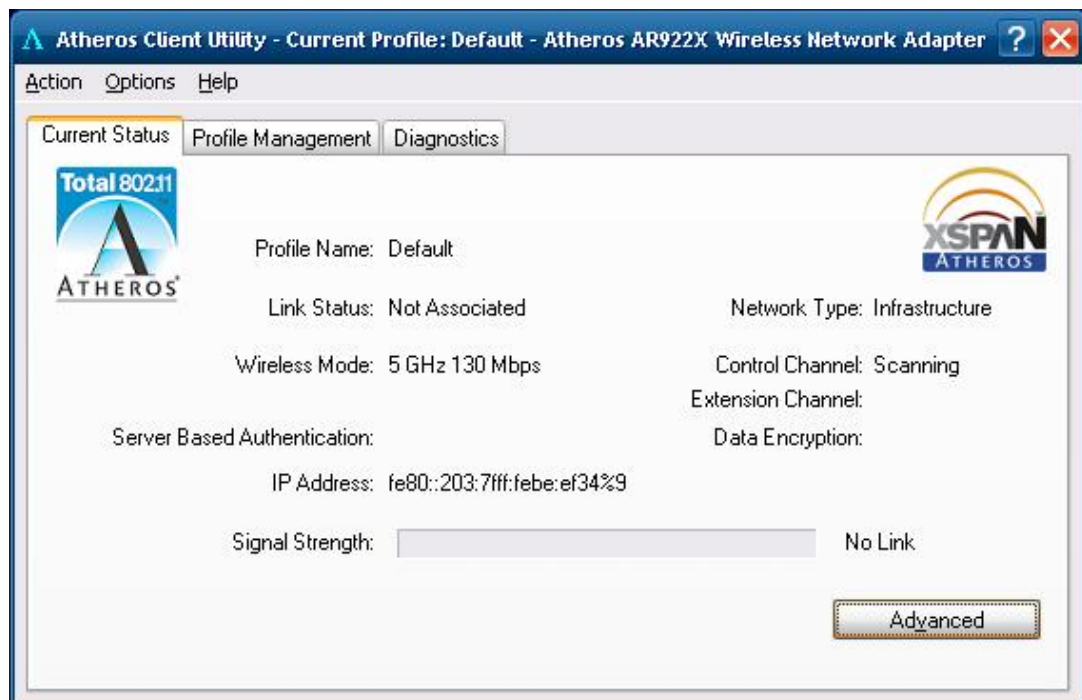 Atheros Client Utility - Current Profile: Default - Atheros AR922X Wireless Network Adapter
Action Options Help
Current Status Profile Management Diagnostics
Total 802.11
ATHEROS
XSPAN
ATHEROS
Profile Name: Default
Link Status: Not Associated
Network Type: Infrastructure
Wireless Mode: 5 GHz 130 Mbps
Control Channel: Scanning
Extension Channel:
Server Based Authentication:
Data Encryption:
IP Address: fe80::203:7fff:febe:ef34%9
Signal Strength:
No Link
Advanced